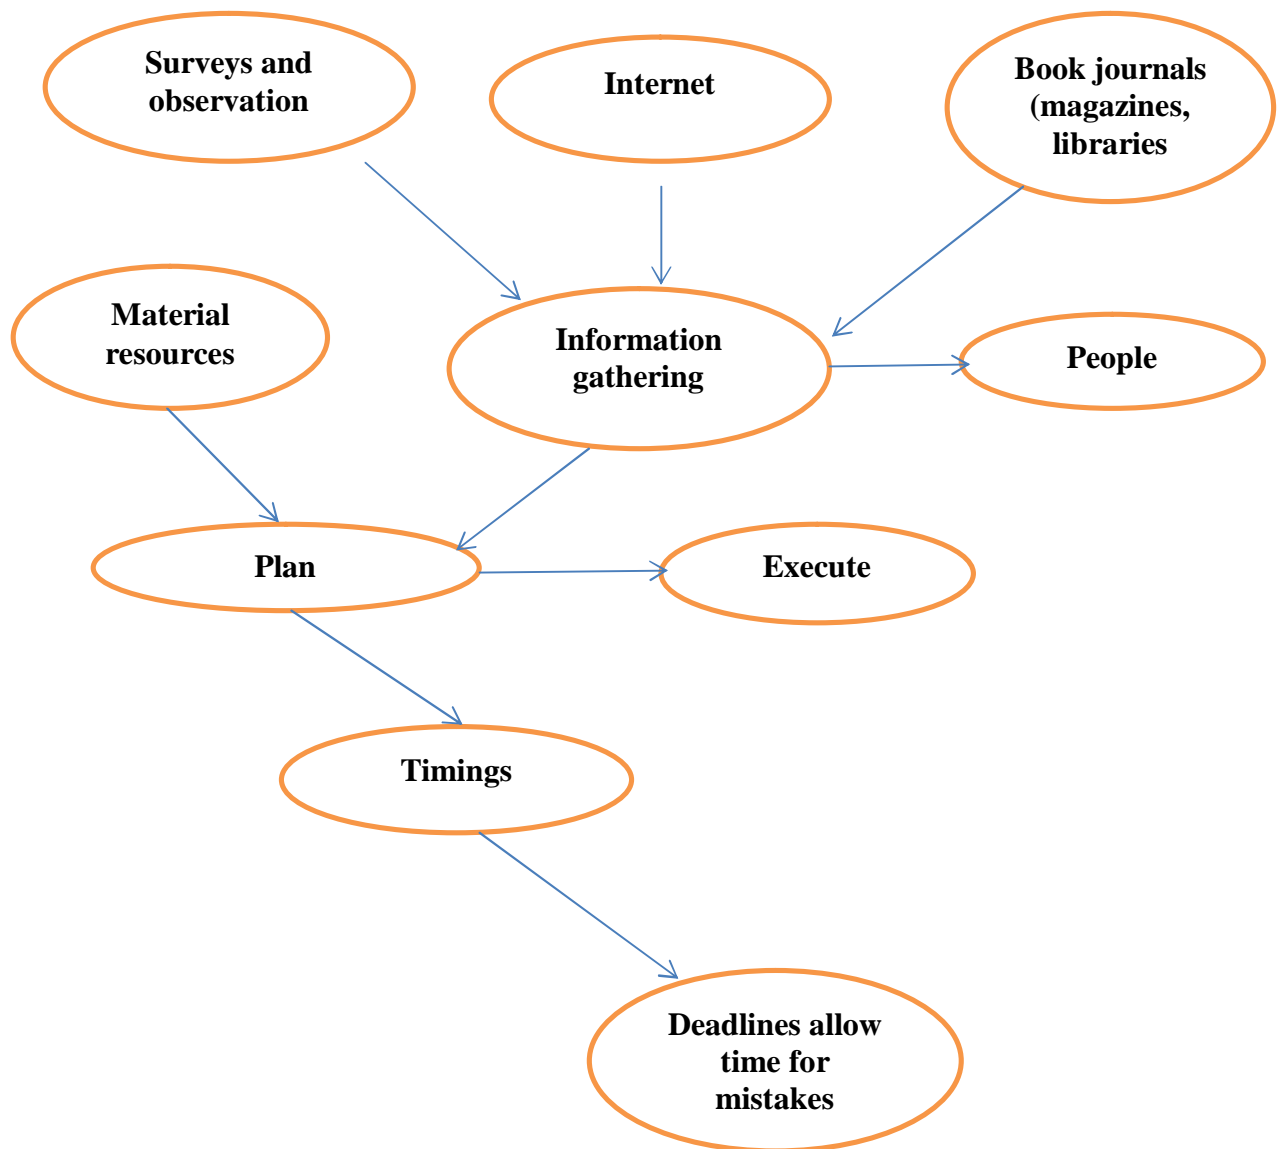 Surveys and
observation
Internet
Book journals
(magazines,
libraries
Material
resources
Information
gathering
People
Plan
Execute
Timings
Deadlines allow
time for
mistakes